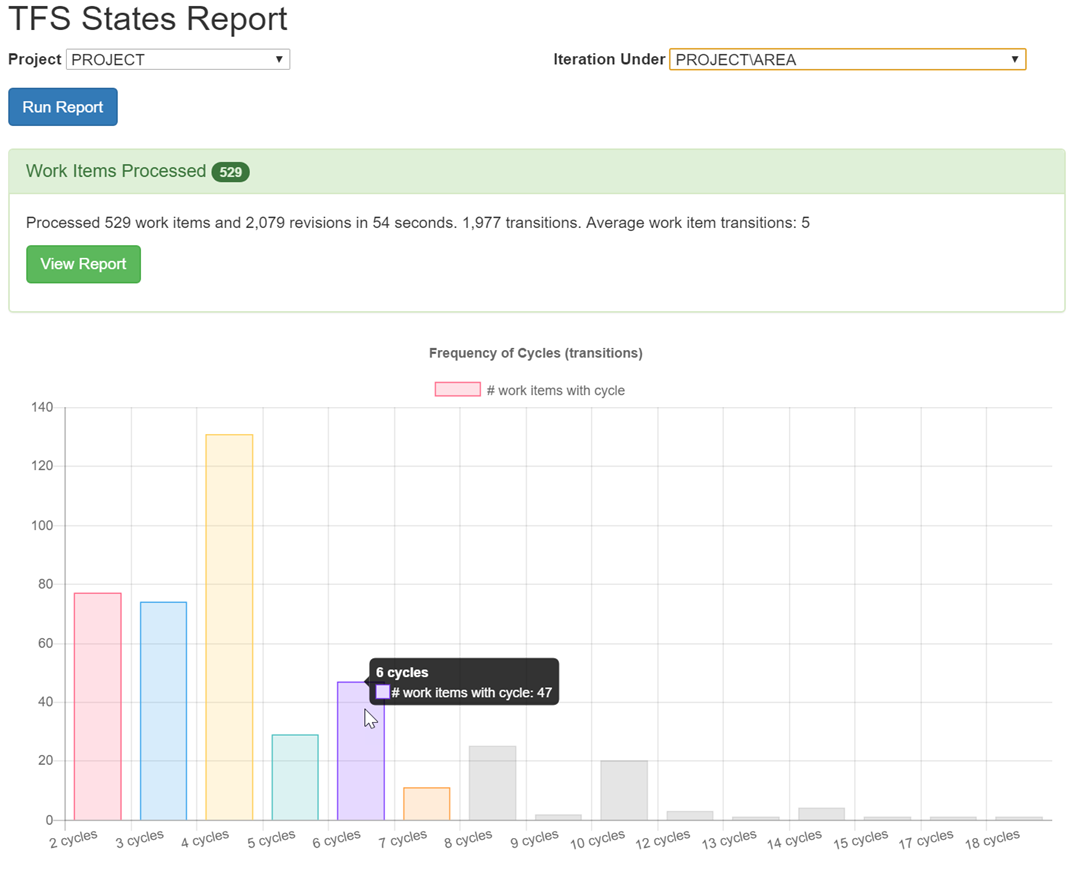 TFS States Report
Project PROJECT Iteration Under PROJECT\AREA
Run Report
Work Items Processed 529
Processed 529 work items and 2,079 revisions in 54 seconds. 1,977 transitions. Average work item transitions: 5
View Report
Frequency of Cycles (transitions)
# work items with cycle
140
120
100
80
60
40
20
0
6 cycles
# work items with cycle: 47
2 cycles 3 cycles 4 cycles 5 cycles 6 cycles 7 cycles 8 cycles 9 cycles 10 cycles 12 cycles 13 cycles 14 cycles 15 cycles 17 cycles 18 cycles